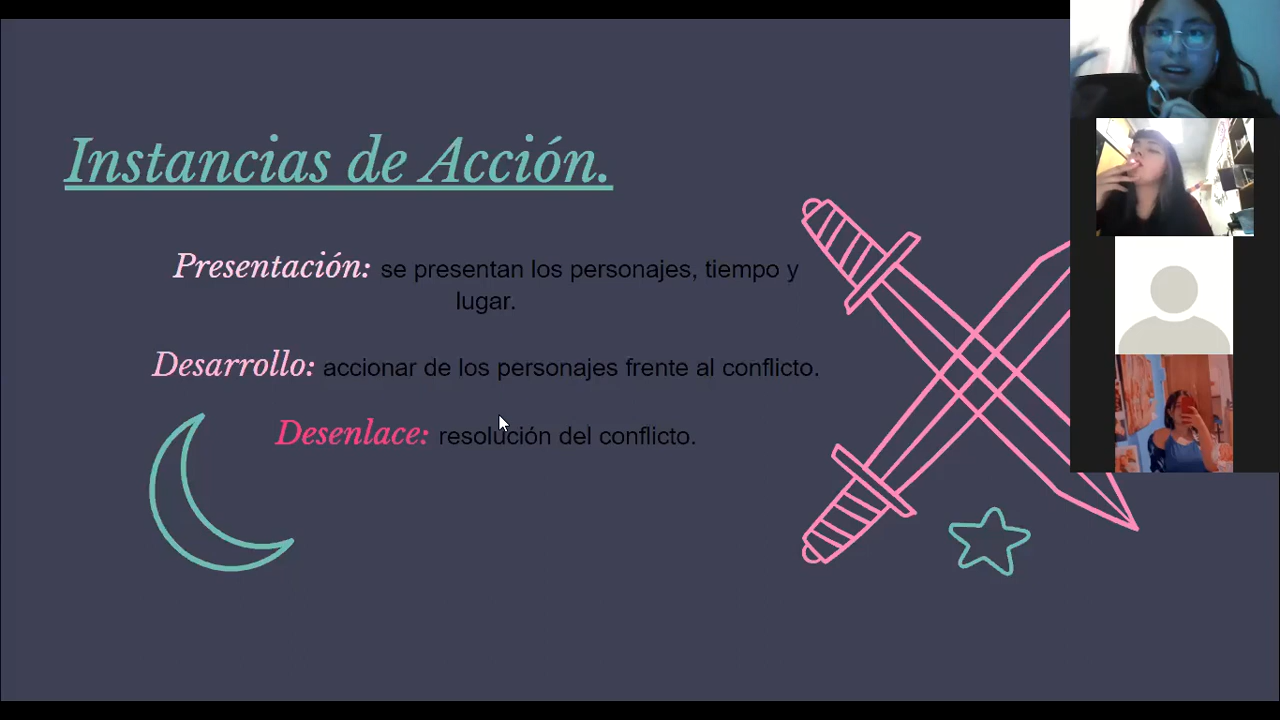 Instancias de Acción.
Presentación: se presentan los personajes, tiempo y
lugar.
Desarrollo: accionar de los personajes frente al conflicto.
Desenlace: resolución del conflicto.